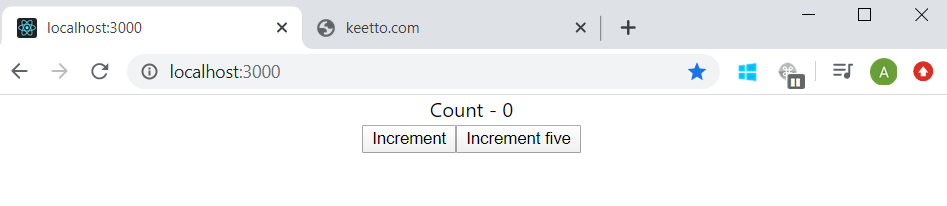 localhost:3000 keetto.com
localhost:3000 A
Count - 0
Increment Increment five